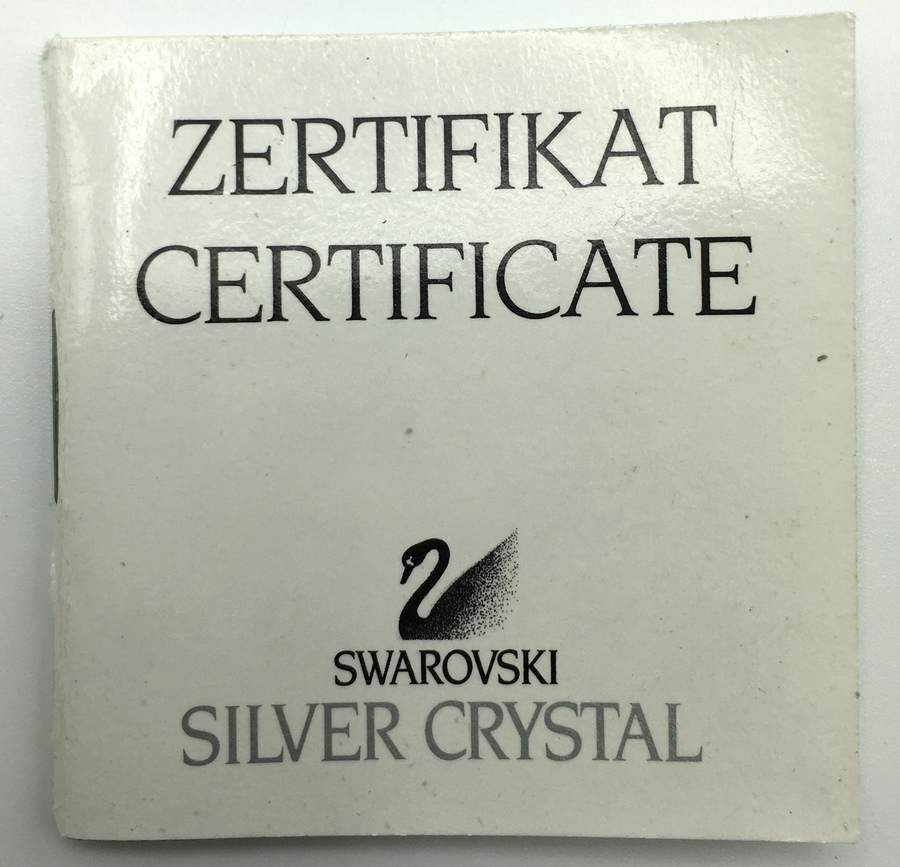 ZERTIFIKAT
CERTIFICATE
SWAROVSKI
SILVER CRYSTAL